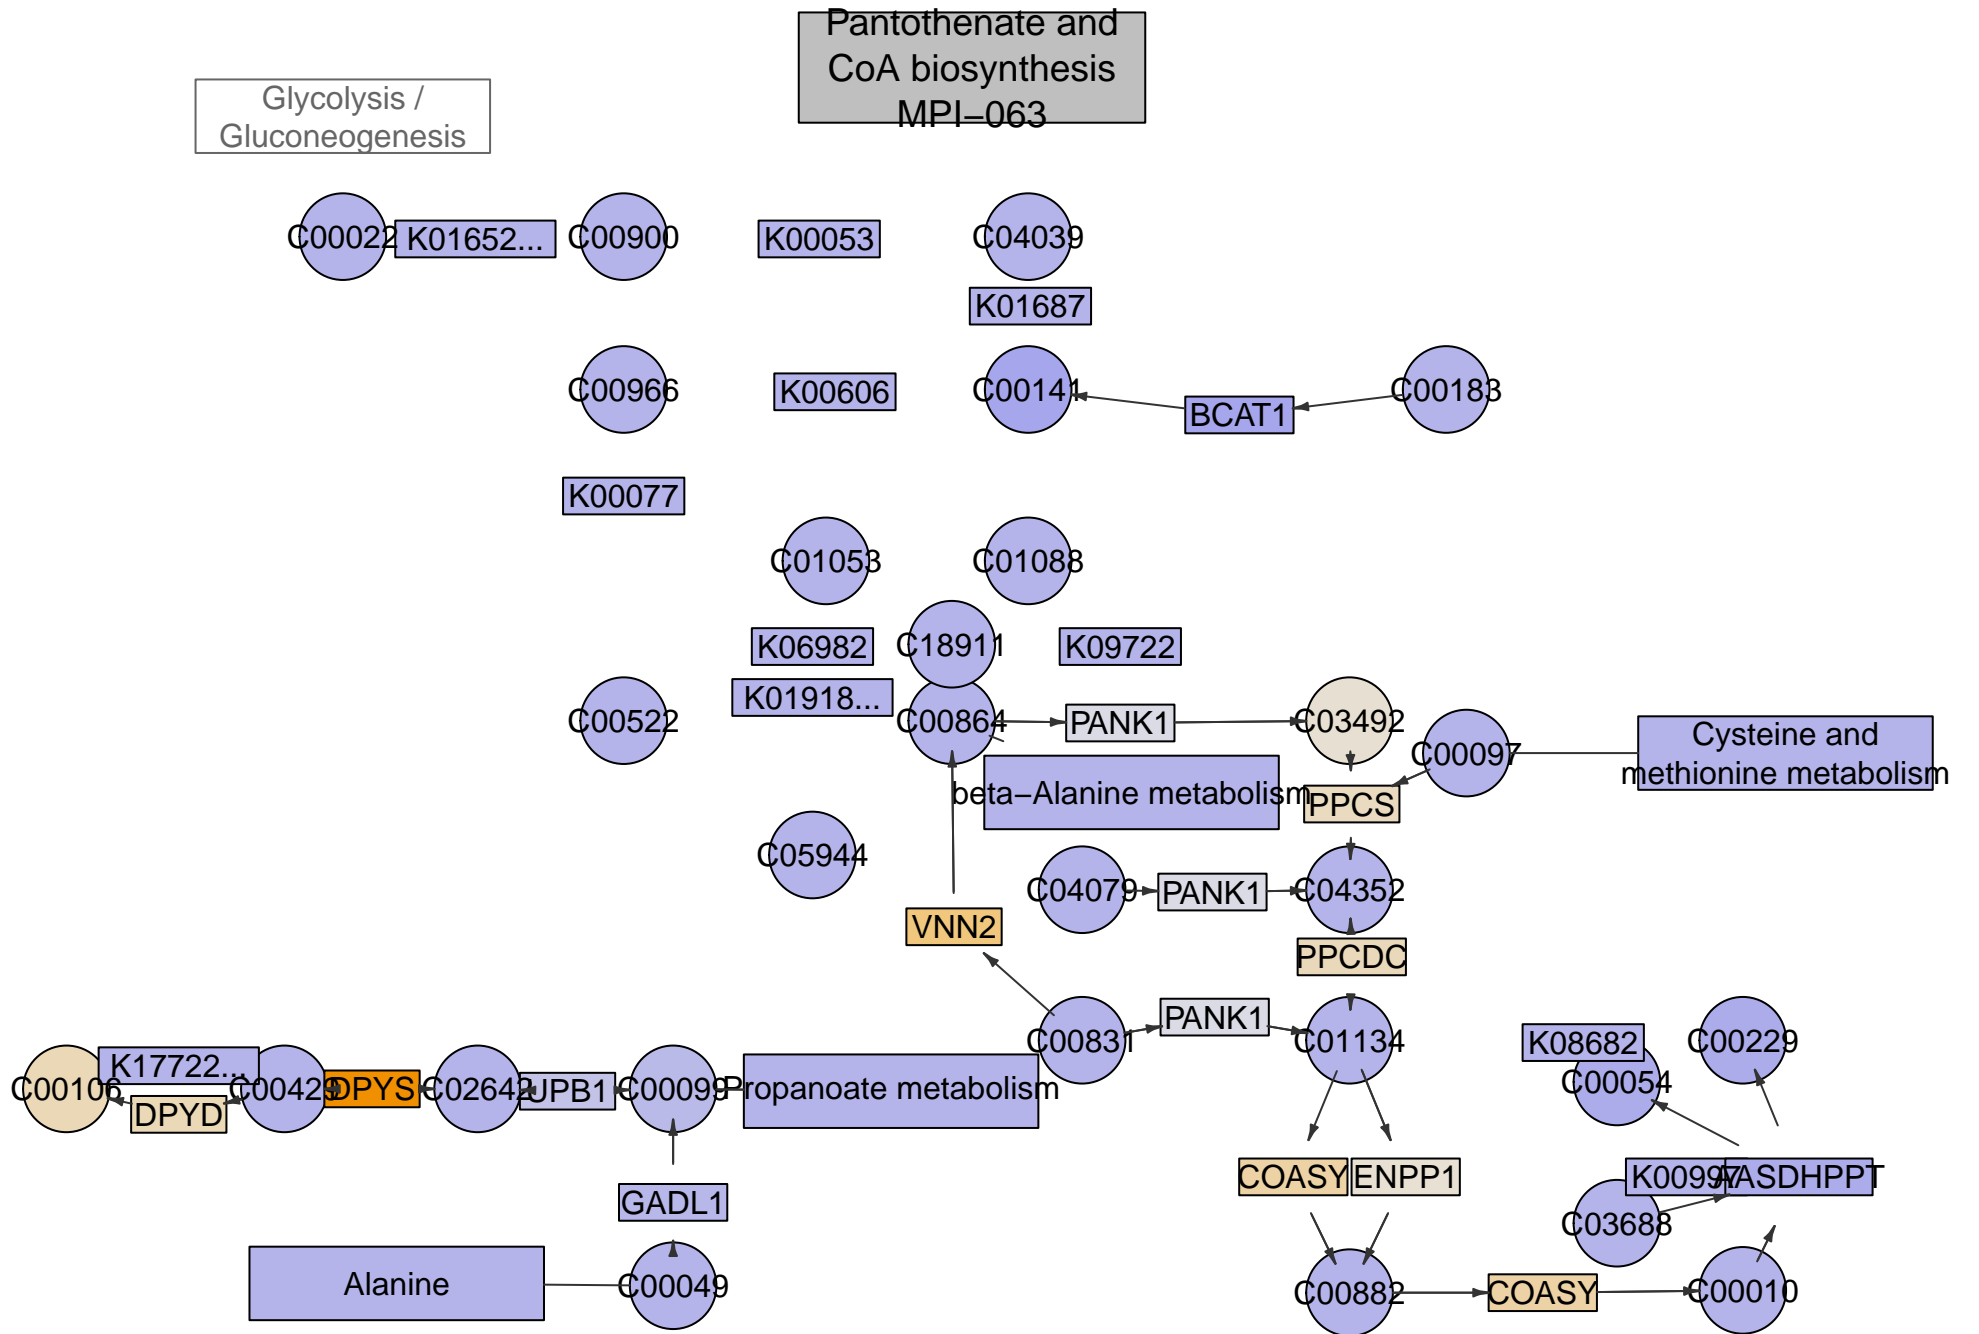 Pantothenate and
CoA biosynthesis
MPI−063
Glycolysis /
Gluconeogenesis
C00022
K01652...
C00900
K00053
C04039
K01687
C00966
K00606
C00141
BCAT1
C00183
K00077
C01053
C01088
K06982
C18911
K09722
K01918...
C00522
C00864
PANK1
C03492
C00097
Cysteine and
methionine metabolism
beta−Alanine metabolism
PPCS
C05944
C04079
PANK1
C04352
VNN2
PPCDC
C00831
PANK1
C01134
K08682
C00229
C00054
K17722...
C00106
DPYD
C00429
DPYS
C02642
UPB1
C00099
Propanoate metabolism
COASY
ENPP1
K00997
AASDHPPT
GADL1
C03688
Alanine
C00049
C00882
COASY
C00010